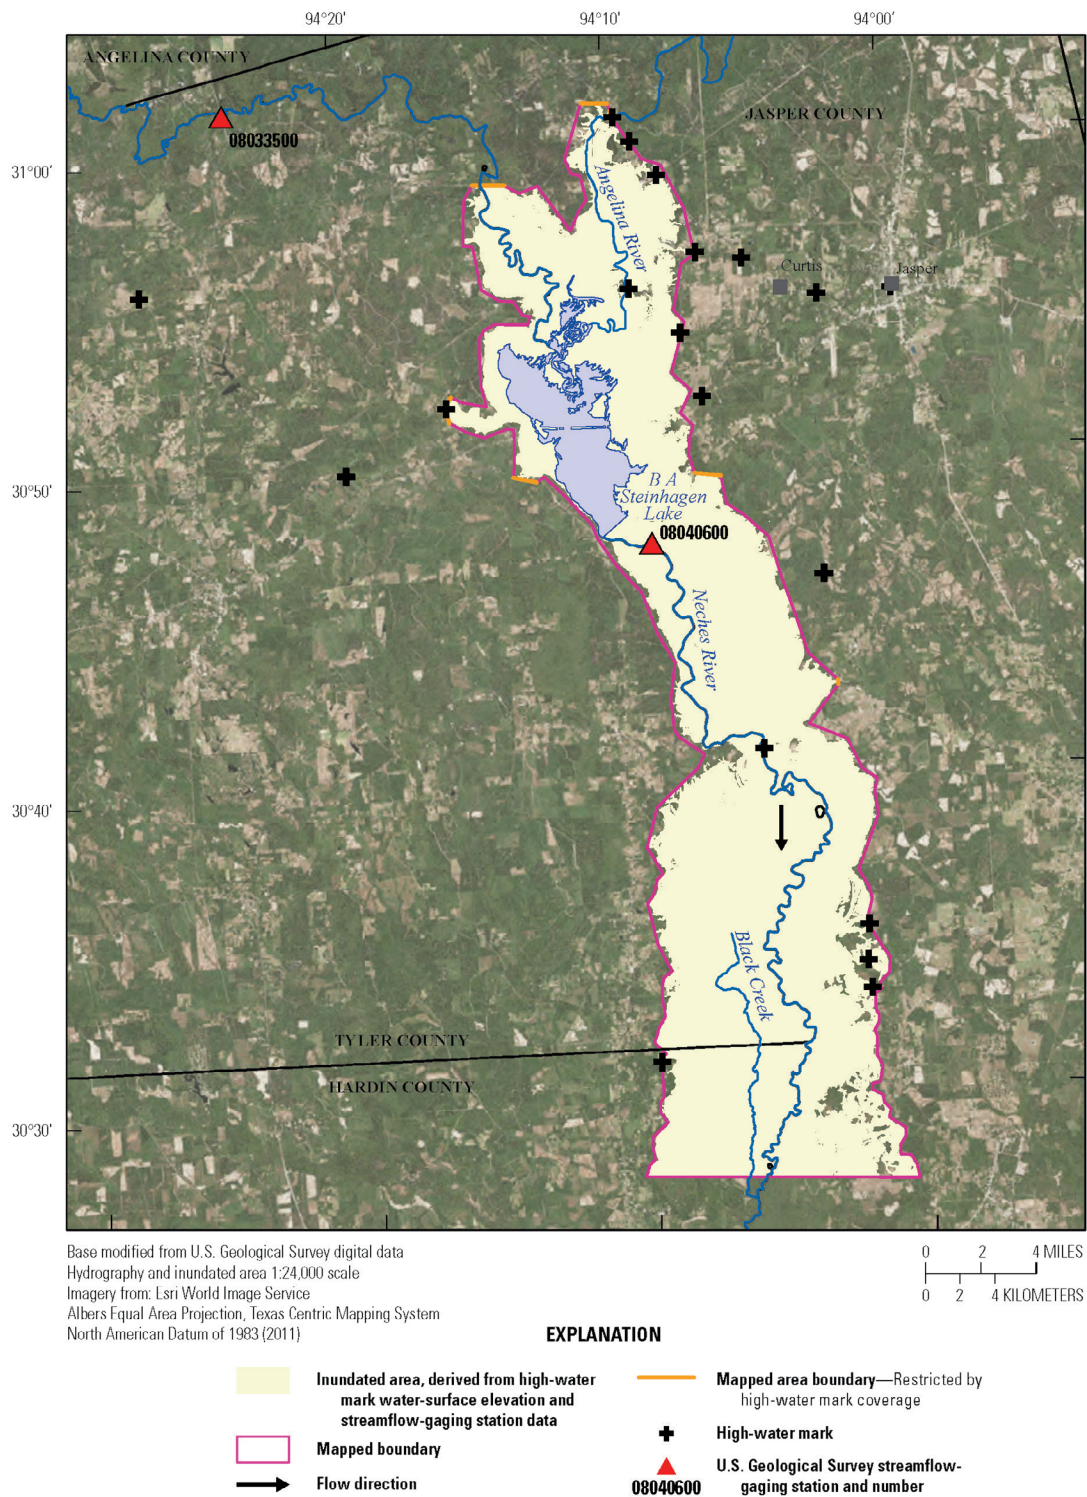 94°20'
94°10'
94°00'
ANGELINA COUNTY
JASPER COUNTY
08033500
31°00'
Angelina River
Curtis
Jasper
30°50'
B A
Steinhagen
Lake
08040600
Neches River
30°40'
Black Creek
TYLER COUNTY
HARDIN COUNTY
30°30'
Base modified from U.S. Geological Survey digital data
Hydrography and inundated area 1:24,000 scale
Imagery from: Esri World Image Service
Albers Equal Area Projection, Texas Centric Mapping System
North American Datum of 1983 (2011)
0 2 4 MILES
0 2 4 KILOMETERS
EXPLANATION
Inundated area, derived from high-water
mark water-surface elevation and
streamflow-gaging station data
Mapped boundary
Flow direction
Mapped area boundary—Restricted by
high-water mark coverage
High-water mark
08040600
U.S. Geological Survey streamflow-
gaging station and number